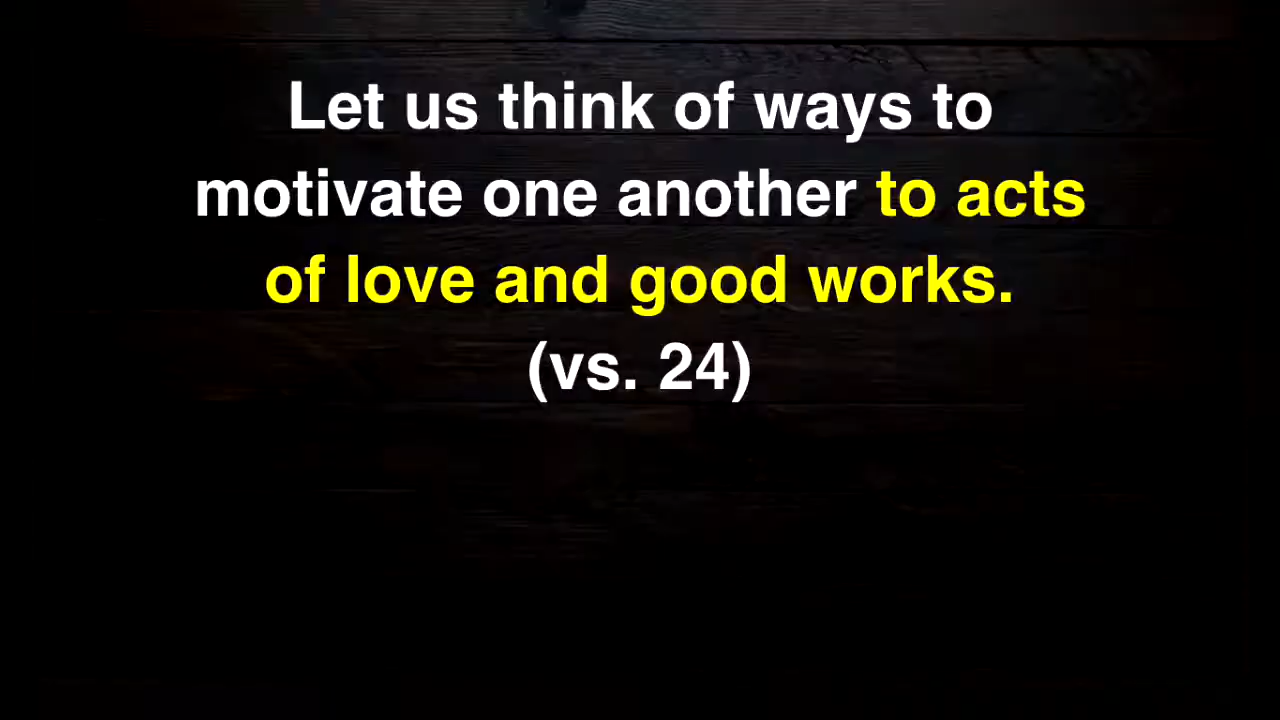 Let us think of ways to
motivate one another to acts
of love and good works.
(vs. 24)